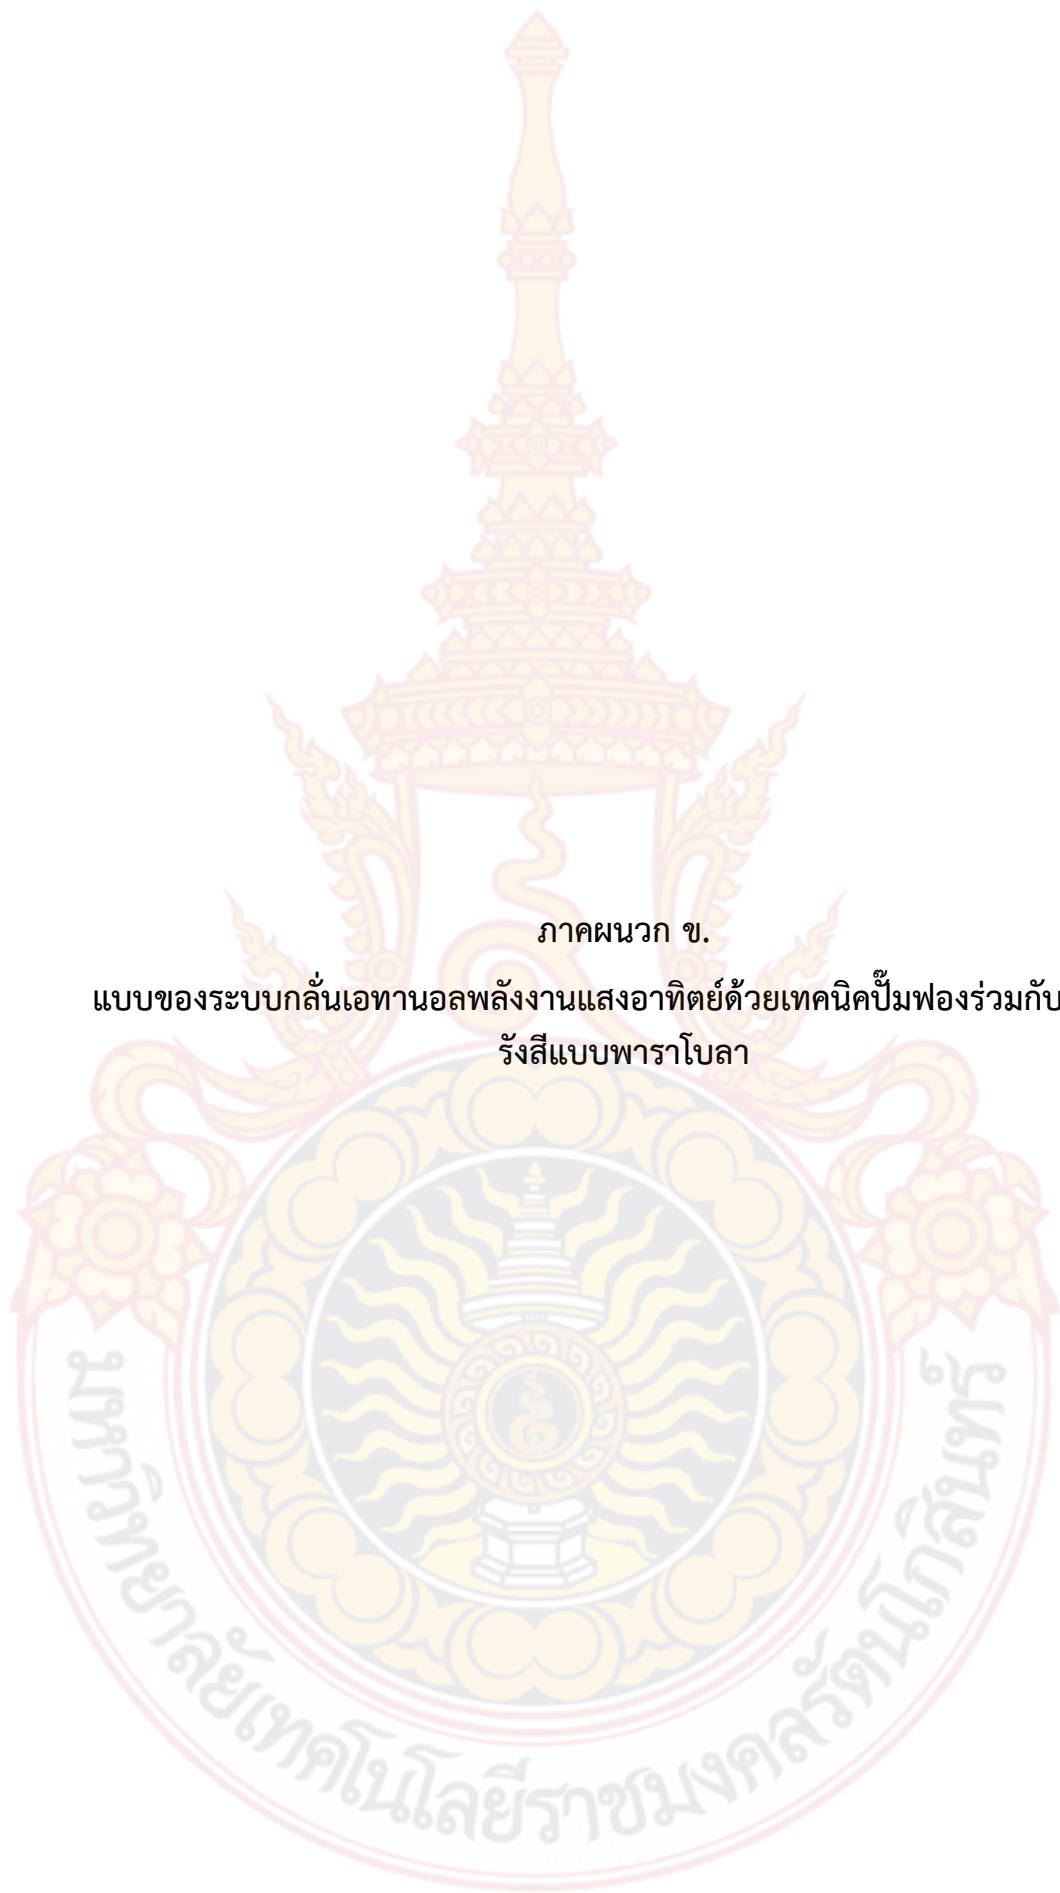 ภาคผนวก ข.
แบบของระบบกลั่นเอทานอลพลังงานแสงอาทิตย์ด้วยเทคนิคปั๊มฟองร่วมกับ
รังสีแบบพาราโบลา
มหาวิทยาลัยเทคโนโลยีราชมงคลรัตนโกสินทร์